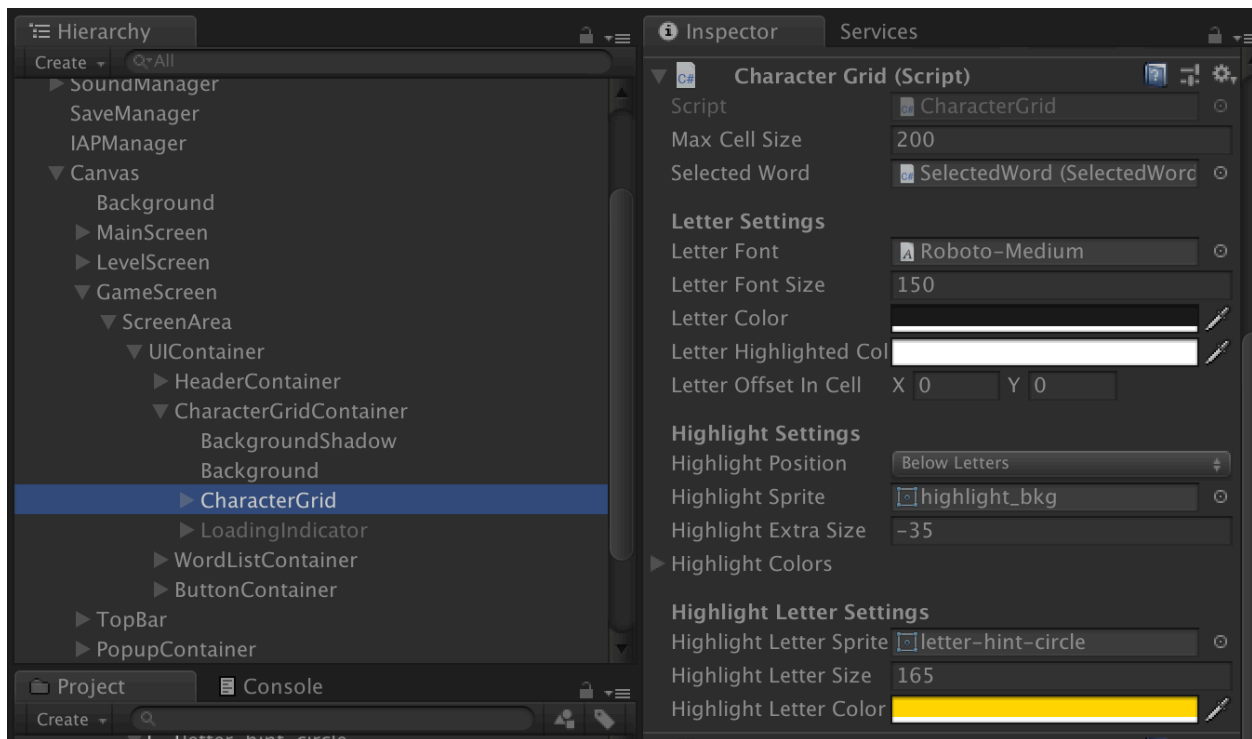 Hierarchy
Create
All
SoundManager
SaveManager
IAPManager
Canvas
Background
MainScreen
LevelScreen
GameScreen
ScreenArea
UIContainer
HeaderContainer
CharacterGridContainer
BackgroundShadow
Background
CharacterGrid
LoadingIndicator
WordListContainer
ButtonContainer
TopBar
PopupContainer
Project Console
Create
Inspector Services
C# Character Grid (Script)
Script CharacterGrid
Max Cell Size 200
Selected Word SelectedWord (SelectedWord
Letter Settings
Letter Font Roboto-Medium
Letter Font Size 150
Letter Color
Letter Highlighted Col
Letter Offset In Cell X 0 Y 0
Highlight Settings
Highlight Position Below Letters
Highlight Sprite highlight_bkg
Highlight Extra Size -35
Highlight Colors
Highlight Letter Settings
Highlight Letter Sprite letter-hint-circle
Highlight Letter Size 165
Highlight Letter Color